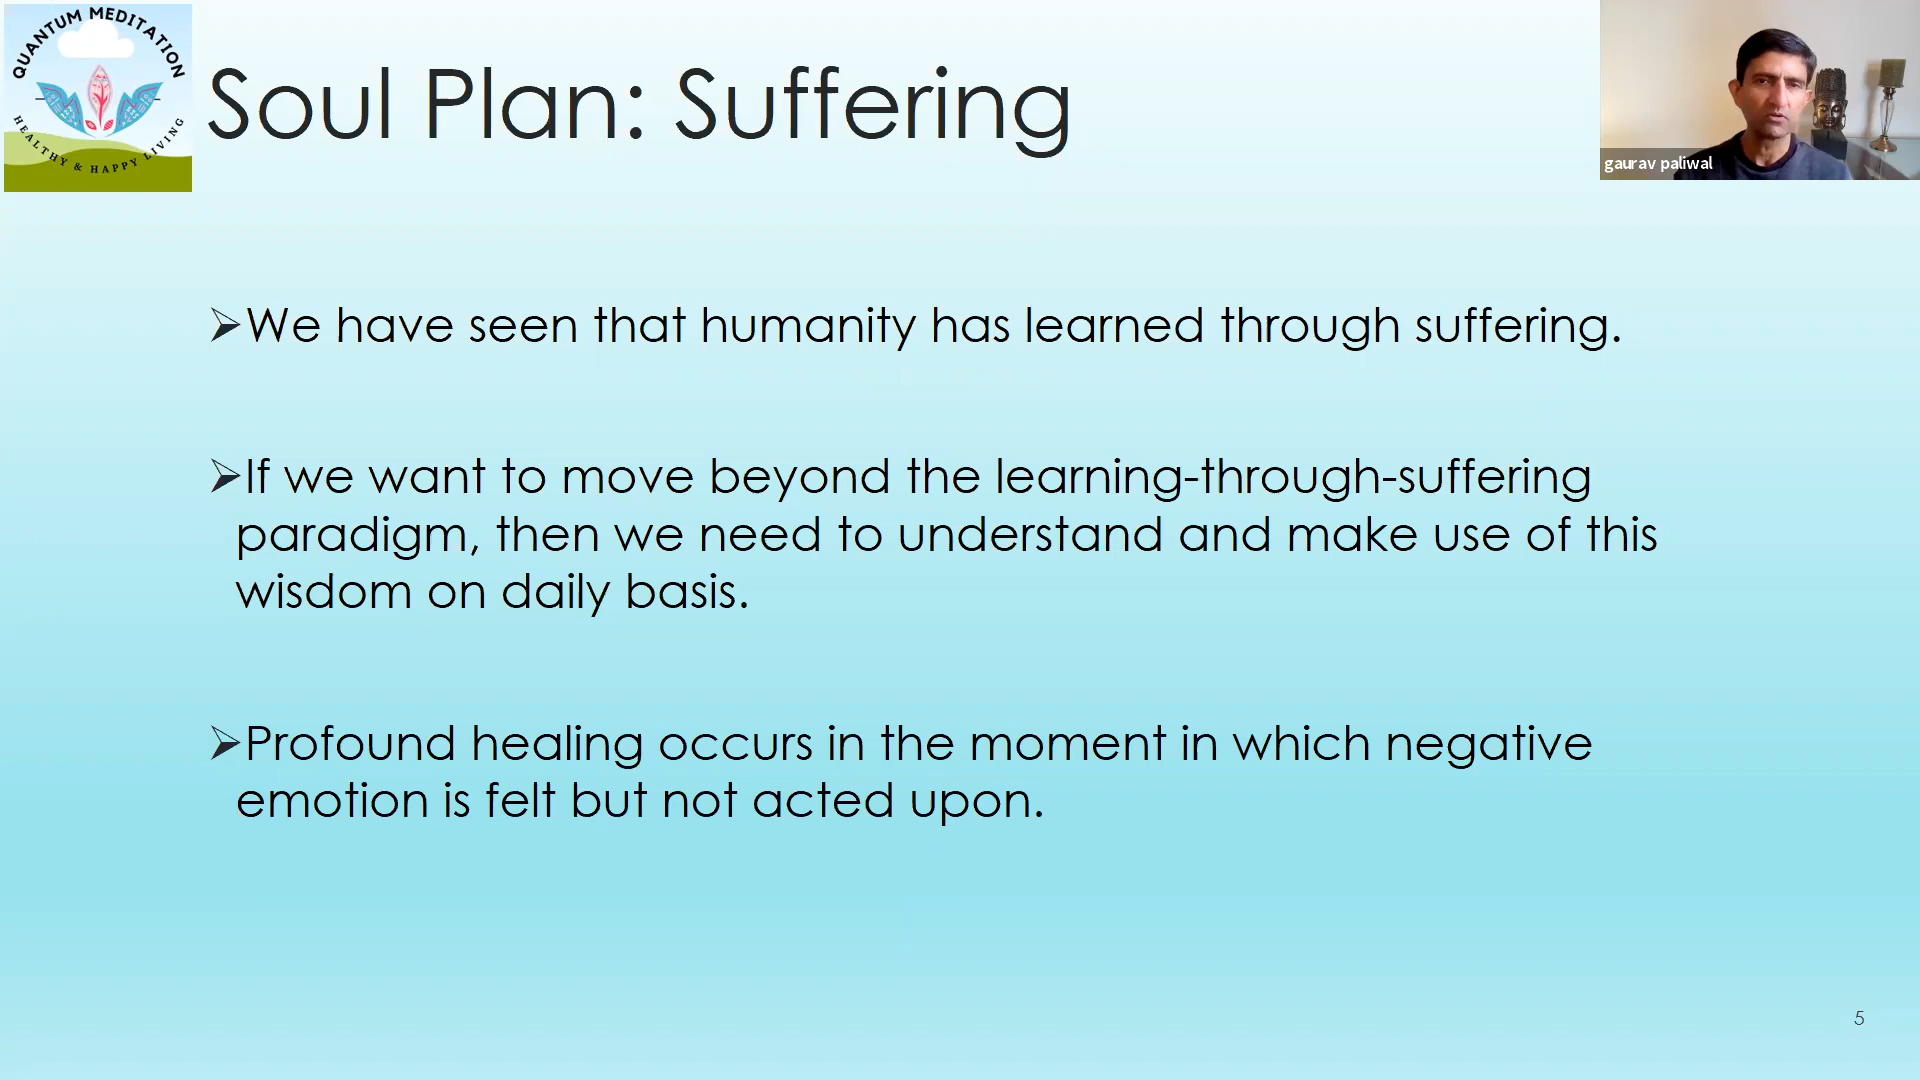 QUANTUM MEDITATION
HEALTHY & HAPPY LIVING
Soul Plan: Suffering
gaurav paliwal
➢We have seen that humanity has learned through suffering.
➢If we want to move beyond the learning-through-suffering
paradigm, then we need to understand and make use of this
wisdom on daily basis.
➢Profound healing occurs in the moment in which negative
emotion is felt but not acted upon.
5